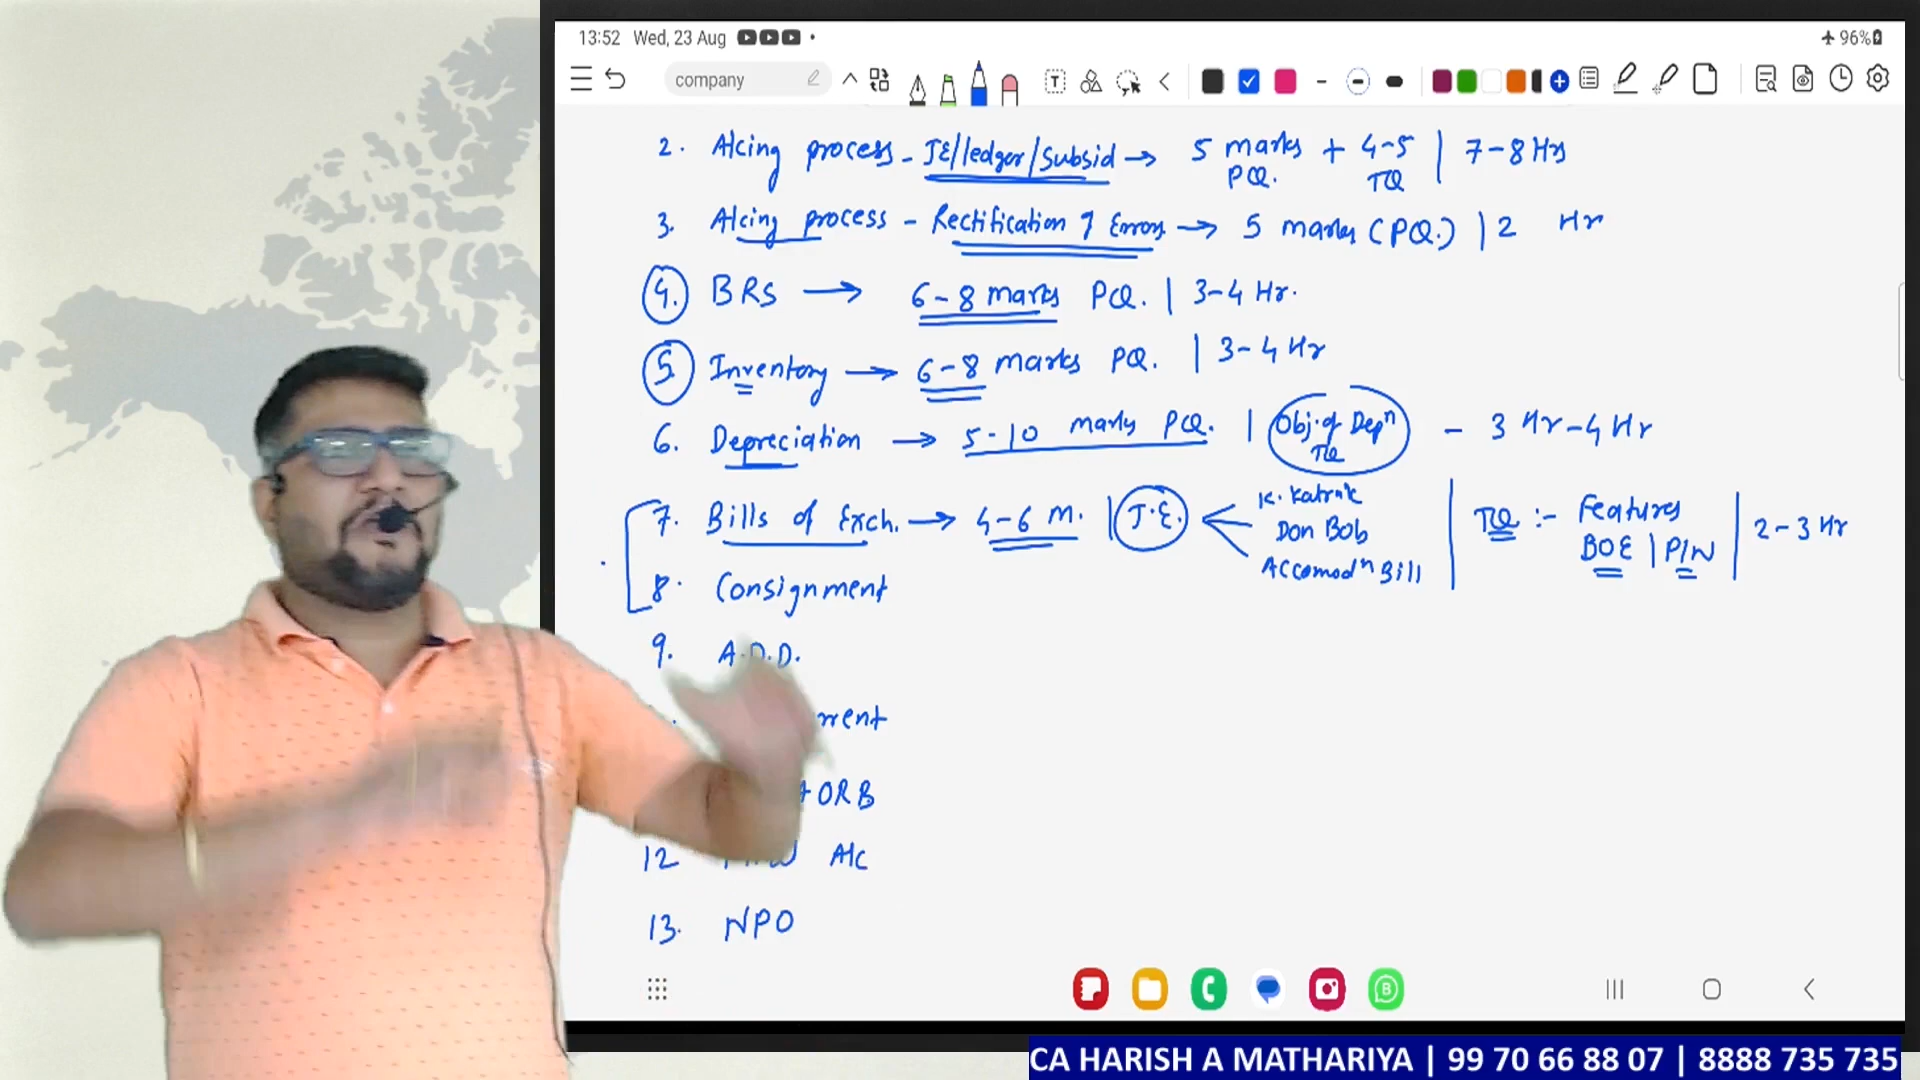 13:52 Wed, 23 Aug
96%
company
2. A/cing process - JE/ledger/Subsid → 5 marks PQ. + 4-5 TQ | 7-8 Hrs
3. A/cing process - Rectification of Errors → 5 marks (PQ.) | 2 Hr
4. BRS → 6-8 marks PQ. | 3-4 Hr.
5 Inventory → 6-8 marks PQ. | 3-4 Hr
6. Depreciation → 5-10 marks PQ. | Obj. of Depn TQ - 3 Hr-4 Hr
7. Bills of Exch. → 4-6 M. | J.E. K. Katrak
Don Bob
Accomodn Bill
TQ :- Features
BOE | P/N | 2-3 Hr
8. Consignment
9. A.D.D.
ORB
12 A/c
13. NPO
CA HARISH A MATHARIYA | 99 70 66 88 07 | 8888 735 735